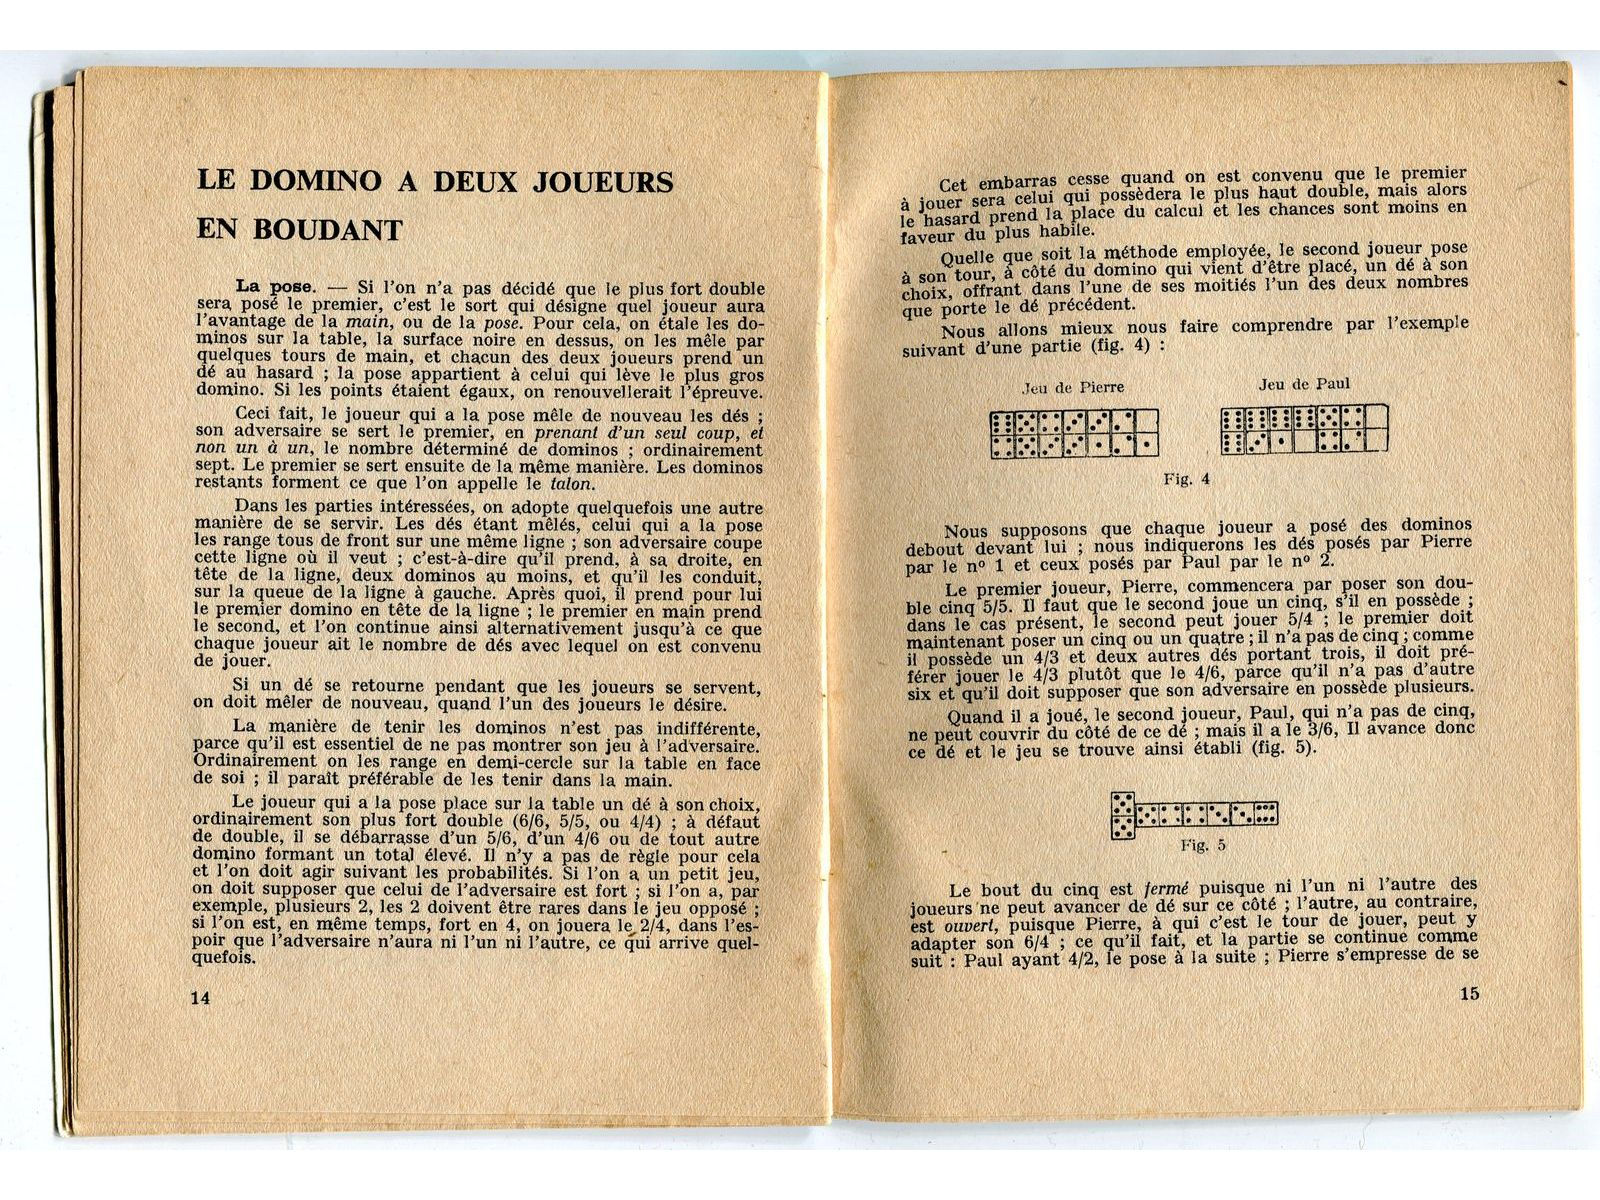 LE DOMINO A DEUX JOUEURS
EN BOUDANT
La pose. — Si l'on n'a pas décidé que le plus fort double
sera posé le premier, c'est le sort qui désigne quel joueur aura
l'avantage de la main, ou de la pose. Pour cela, on étale les do-
minos sur la table, la surface noire en dessus, on les mêle par
quelques tours de main, et chacun des deux joueurs prend un
dé au hasard ; la pose appartient à celui qui lève le plus gros
domino. Si les points étaient égaux, on renouvellerait l'épreuve.
Ceci fait, le joueur qui a la pose mêle de nouveau les dés ;
son adversaire se sert le premier, en prenant d'un seul coup, et
non un à un, le nombre déterminé de dominos ; ordinairement
sept. Le premier se sert ensuite de la même manière. Les dominos
restants forment ce que l'on appelle le talon.
Dans les parties intéressées, on adopte quelquefois une autre
manière de se servir. Les dés étant mêlés, celui qui a la pose
les range tous de front sur une même ligne ; son adversaire coupe
cette ligne où il veut ; c'est-à-dire qu'il prend, à sa droite, en
tête de la ligne, deux dominos au moins, et qu'il les conduit,
sur la queue de la ligne à gauche. Après quoi, il prend pour lui
le premier domino en tête de la ligne ; le premier en main prend
le second, et l'on continue ainsi alternativement jusqu'à ce que
chaque joueur ait le nombre de dés avec lequel on est convenu
de jouer.
Si un dé se retourne pendant que les joueurs se servent,
on doit mêler de nouveau, quand l'un des joueurs le désire.
La manière de tenir les dominos n'est pas indifférente,
parce qu'il est essentiel de ne pas montrer son jeu à l'adversaire.
Ordinairement on les range en demi-cercle sur la table en face
de soi ; il paraît préférable de les tenir dans la main.
Le joueur qui a la pose place sur la table un dé à son choix,
ordinairement son plus fort double (6/6, 5/5, ou 4/4) ; à défaut
de double, il se débarrasse d'un 5/6, d'un 4/6 ou de tout autre
domino formant un total élevé. Il n'y a pas de règle pour cela
et l'on doit agir suivant les probabilités. Si l'on a un petit jeu,
on doit supposer que celui de l'adversaire est fort ; si l'on a, par
exemple, plusieurs 2, les 2 doivent être rares dans le jeu opposé ;
si l'on est, en même temps, fort en 4, on jouera le 2/4, dans l'es-
poir que l'adversaire n'aura ni l'un ni l'autre, ce qui arrive quel-
quefois.
14
Cet embarras cesse quand on est convenu que le premier
à jouer sera celui qui possèdera le plus haut double, mais alors
le hasard prend la place du calcul et les chances sont moins en
faveur du plus habile.
Quelle que soit la méthode employée, le second joueur pose
à son tour, à côté du domino qui vient d'être placé, un dé à son
choix, offrant dans l'une de ses moitiés l'un des deux nombres
que porte le dé précédent.
Nous allons mieux nous faire comprendre par l'exemple
suivant d'une partie (fig. 4) :
Jeu de Pierre
Jeu de Paul
Fig. 4
Nous supposons que chaque joueur a posé des dominos
debout devant lui ; nous indiquerons les dés posés par Pierre
par le nº 1 et ceux posés par Paul par le nº 2.
Le premier joueur, Pierre, commencera par poser son dou-
ble cinq 5/5. Il faut que le second joue un cinq, s'il en possède ;
dans le cas présent, le second peut jouer 5/4 ; le premier doit
maintenant poser un cinq ou un quatre ; il n'a pas de cinq ; comme
il possède un 4/3 et deux autres dés portant trois, il doit pré-
férer jouer le 4/3 plutôt que le 4/6, parce qu'il n'a pas d'autre
six et qu'il doit supposer que son adversaire en possède plusieurs.
Quand il a joué, le second joueur, Paul, qui n'a pas de cinq,
ne peut couvrir du côté de ce dé ; mais il a le 3/6, Il avance donc
ce dé et le jeu se trouve ainsi établi (fig. 5).
Fig. 5
Le bout du cinq est fermé puisque ni l'un ni l'autre des
joueurs ne peut avancer de dé sur ce côté ; l'autre, au contraire,
est ouvert, puisque Pierre, à qui c'est le tour de jouer, peut y
adapter son 6/4 ; ce qu'il fait, et la partie se continue comme
suit : Paul ayant 4/2, le pose à la suite ; Pierre s'empresse de se
15